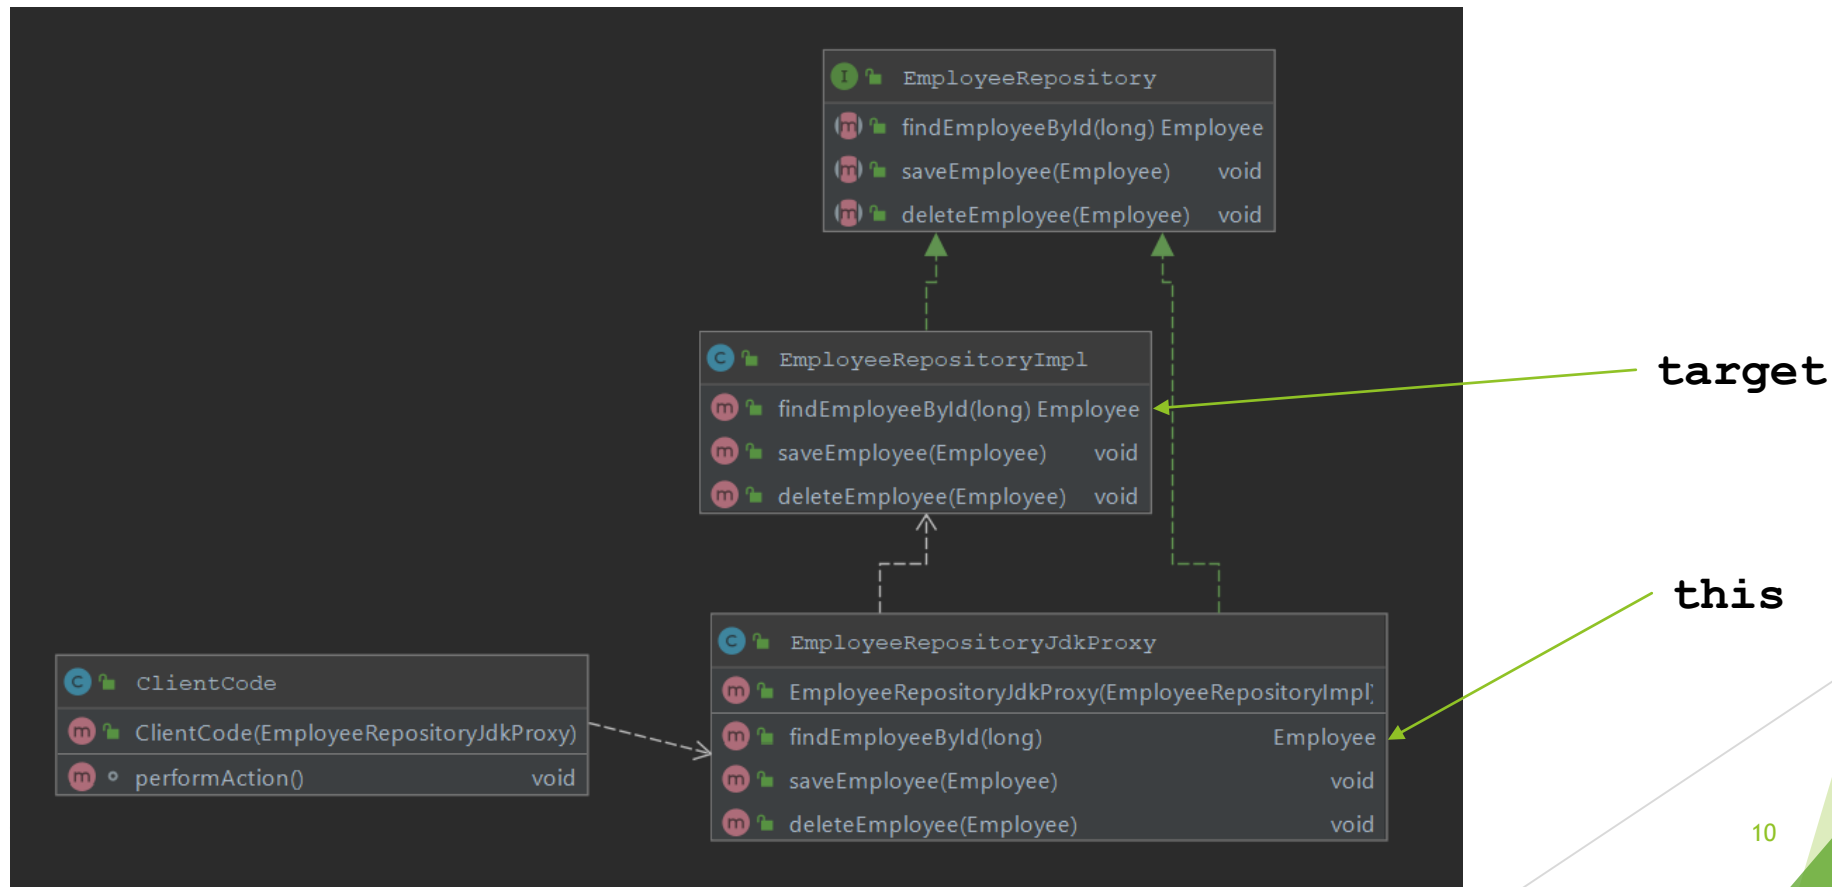 EmployeeRepository
findEmployeeById(long) Employee
saveEmployee(Employee) void
deleteEmployee(Employee) void
EmployeeRepositoryImpl
findEmployeeById(long) Employee
saveEmployee(Employee) void
deleteEmployee(Employee) void
target
this
EmployeeRepositoryJdkProxy
EmployeeRepositoryJdkProxy(EmployeeRepositoryImpl)
findEmployeeById(long) Employee
saveEmployee(Employee) void
deleteEmployee(Employee) void
ClientCode
ClientCode(EmployeeRepositoryJdkProxy)
performAction() void
10